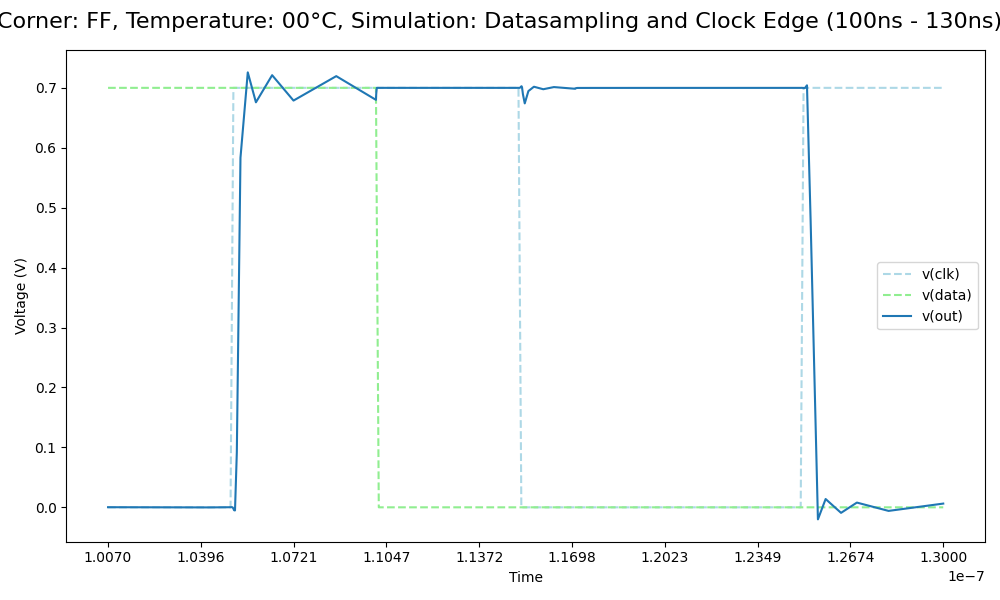 Corner: FF, Temperature: 00°C, Simulation: Datasampling and Clock Edge (100ns - 130ns)
0.7
0.6
0.5
0.4
0.3
0.2
0.1
0.0
Voltage (V)
v(clk)
v(data)
v(out)
1.0070 1.0396 1.0721 1.1047 1.1372 1.1698 1.2023 1.2349 1.2674 1.3000
1e−7
Time